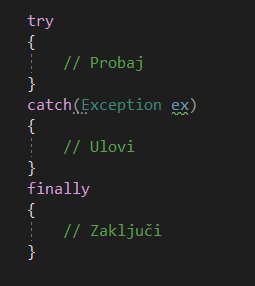 try
{
    // Probaj
}
catch(Exception ex)
{
    // Ulovi
}
finally
{
    // Zaključi
}